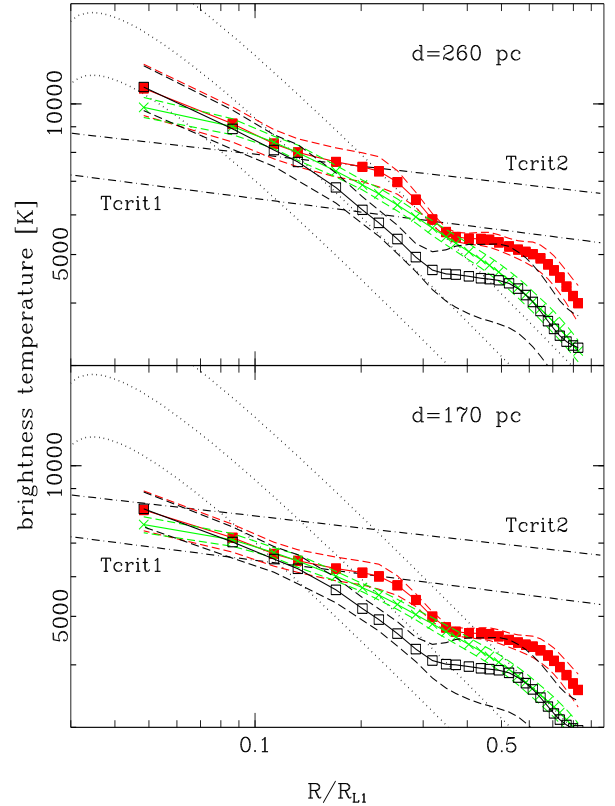 d=260 pc
10000
Tcrit2
Tcrit1
5000
brightness temperature [K]
d=170 pc
10000
Tcrit2
Tcrit1
5000
0.1
0.5
R/R_L1